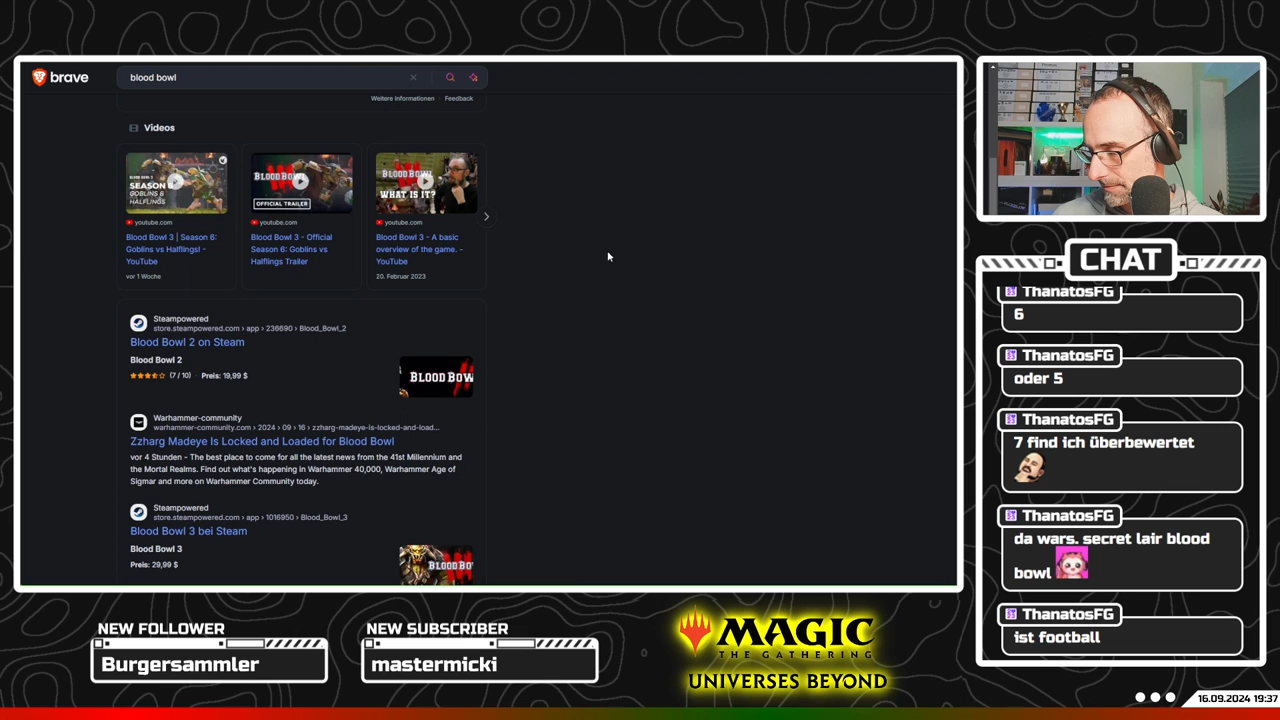 brave
blood bowl
Weitere Informationen · Feedback
Videos
BLOOD BOWL 3
SEASON 6
GOBLINS &
HALFLINGS
BLOOD BOWL
OFFICIAL TRAILER
BLOOD BOWL
WHAT IS IT?
youtube.com
youtube.com
youtube.com
Blood Bowl 3 | Season 6:
Goblins vs Halflings! -
YouTube
vor 1 Woche
Blood Bowl 3 - Official
Season 6: Goblins vs
Halflings Trailer
Blood Bowl 3 - A basic
overview of the game. -
YouTube
20. Februar 2023
Steampowered
store.steampowered.com › app › 236690 › Blood_Bowl_2
Blood Bowl 2 on Steam
Blood Bowl 2
(7 / 10) · Preis: 19,99 $
BLOOD BOW
Warhammer-community
warhammer-community.com › 2024 › 09 › 16 › zzharg-madeye-is-locked-and-load...
Zzharg Madeye Is Locked and Loaded for Blood Bowl
vor 4 Stunden - The best place to come for all the latest news from the 41st Millennium and
the Mortal Realms. Find out what's happening in Warhammer 40,000, Warhammer Age of
Sigmar and more on Warhammer Community today.
Steampowered
store.steampowered.com › app › 1016950 › Blood_Bowl_3
Blood Bowl 3 bei Steam
Blood Bowl 3
Preis: 29,99 $
BLOOD BO
CHAT
ThanatosFG
6
ThanatosFG
oder 5
ThanatosFG
7 find ich überbewertet
ThanatosFG
da wars. secret lair blood
bowl
ThanatosFG
ist football
NEW FOLLOWER
Burgersammler
NEW SUBSCRIBER
mastermicki
MAGIC
THE GATHERING
UNIVERSES BEYOND
16.09.2024 19:37